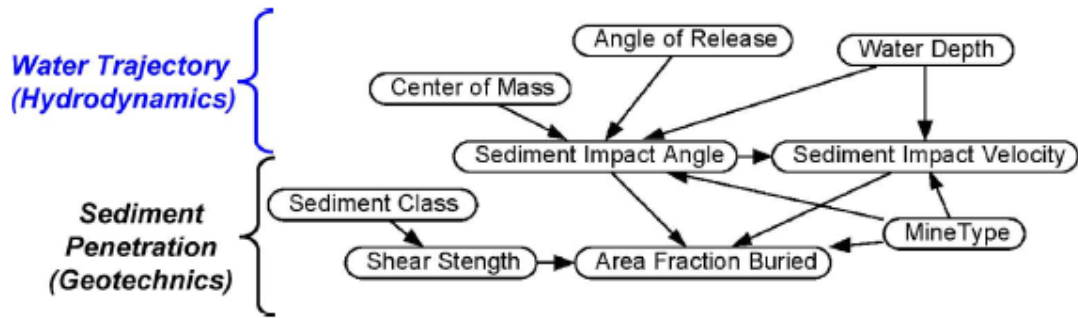 Water Trajectory
(Hydrodynamics)
Angle of Release
Water Depth
Center of Mass
Sediment Impact Angle
Sediment Impact Velocity
Sediment
Penetration
(Geotechnics)
Sediment Class
MineType
Shear Stength
Area Fraction Buried